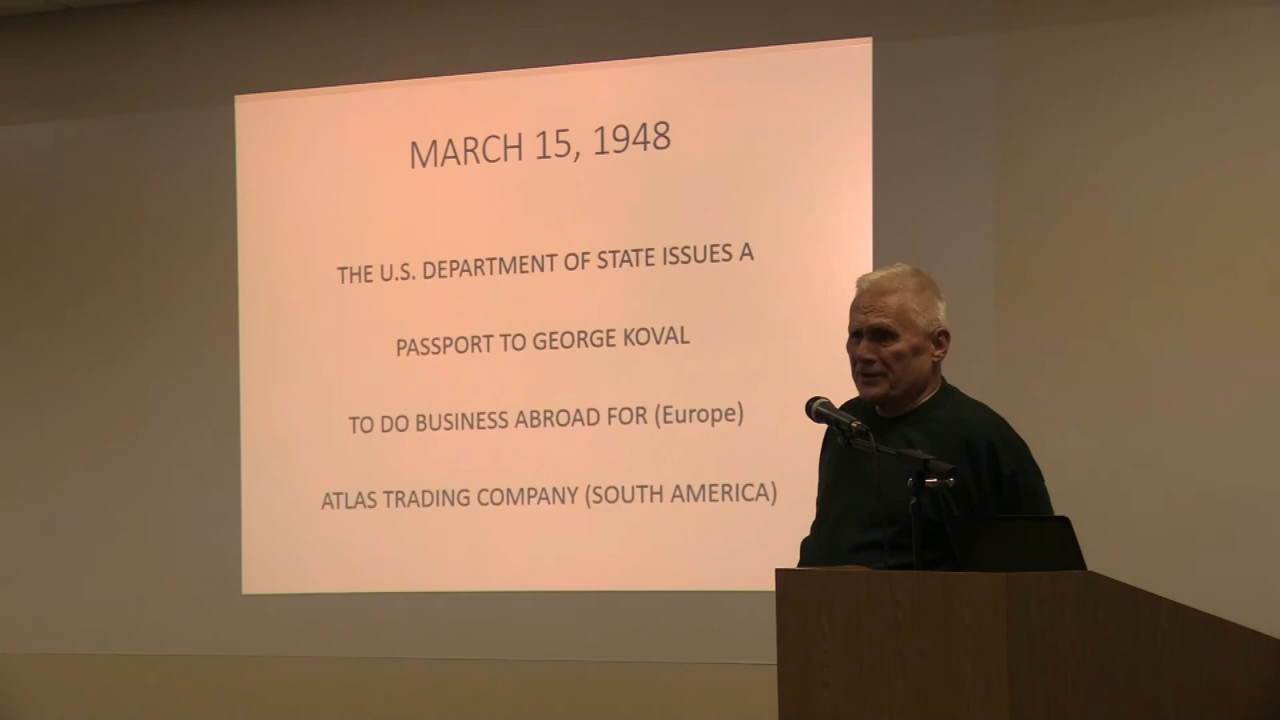 MARCH 15, 1948
THE U.S. DEPARTMENT OF STATE ISSUES A
PASSPORT TO GEORGE KOVAL
TO DO BUSINESS ABROAD FOR (Europe)
ATLAS TRADING COMPANY (SOUTH AMERICA)